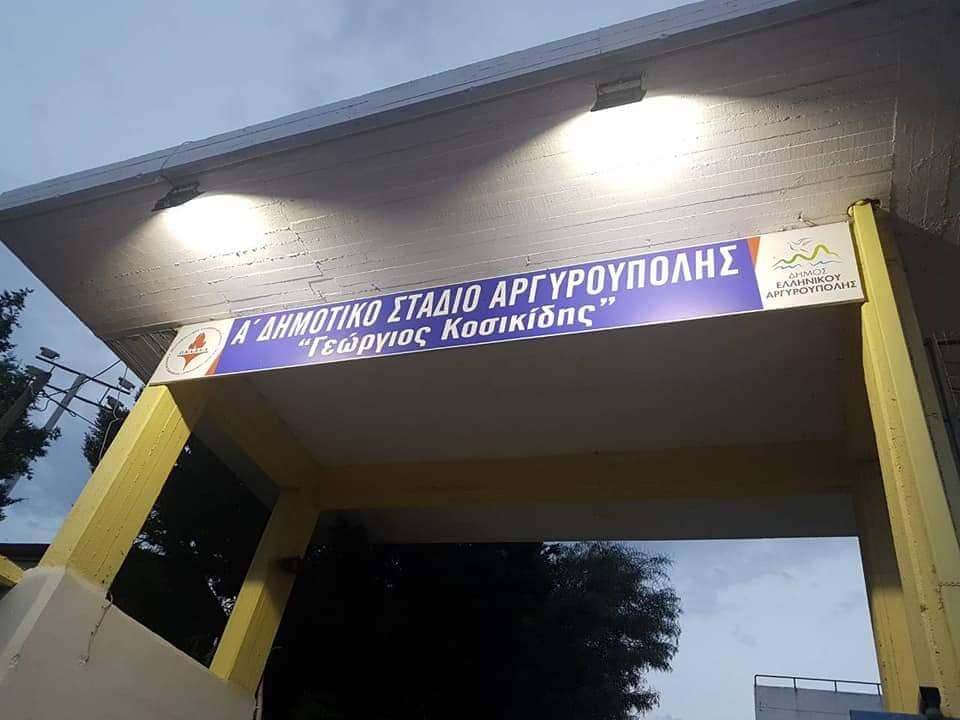 Α΄ ΔΗΜΟΤΙΚΟ ΣΤΑΔΙΟ ΑΡΓΥΡΟΥΠΟΛΗΣ
“Γεώργιος Κοσικίδης”
ΔΗΜΟΣ
ΕΛΛΗΝΙΚΟΥ
ΑΡΓΥΡΟΥΠΟΛΗΣ